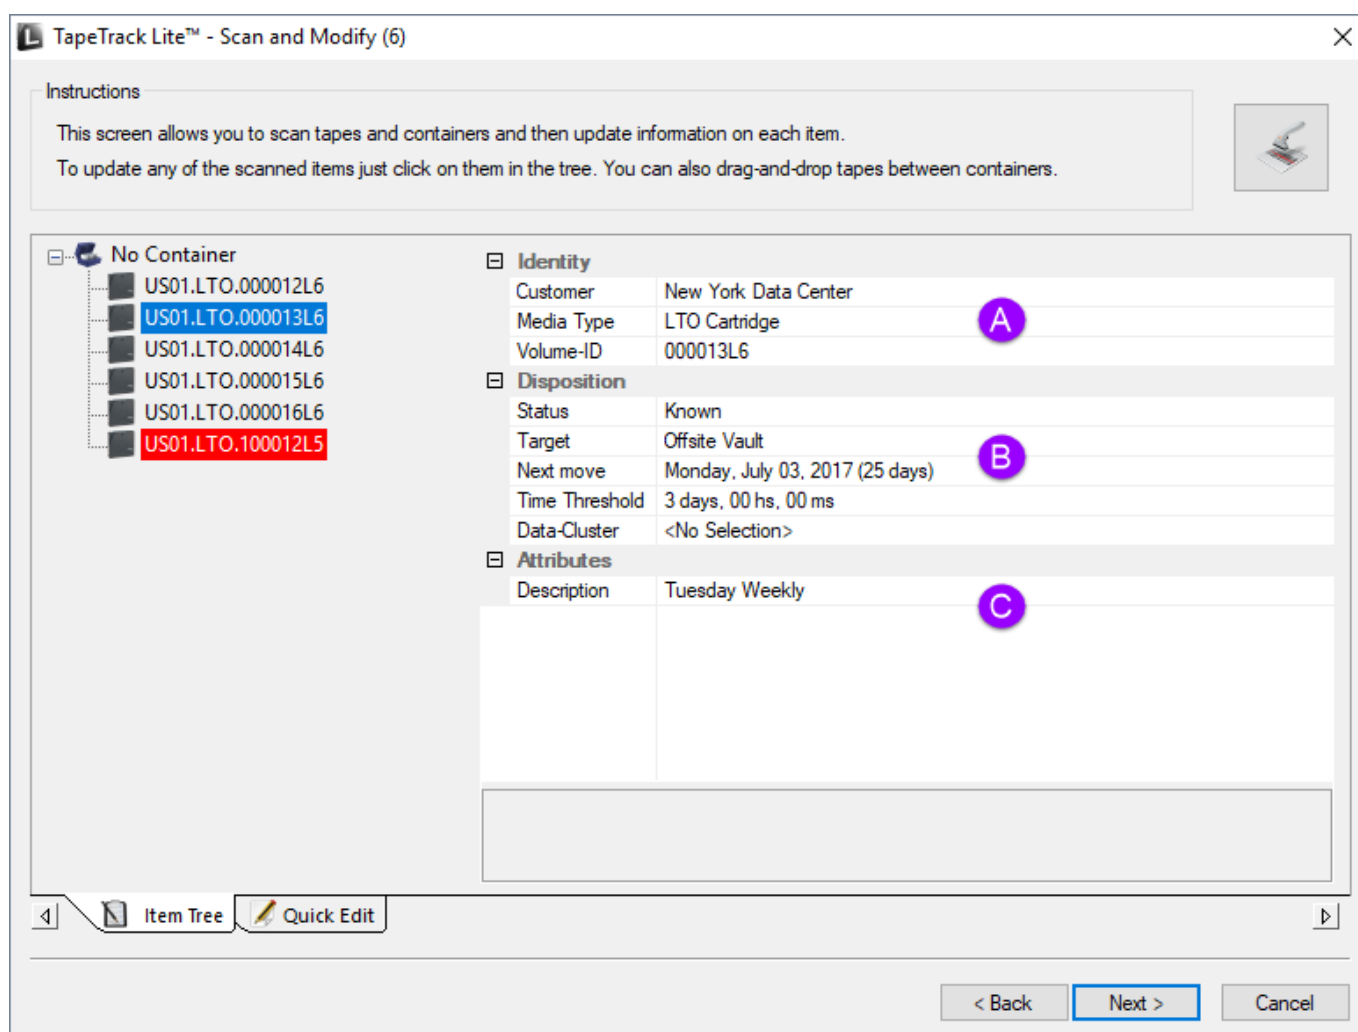 TapeTrack Lite™ - Scan and Modify (6)
Instructions
This screen allows you to scan tapes and containers and then update information on each item.
To update any of the scanned items just click on them in the tree. You can also drag-and-drop tapes between containers.
No Container
US01.LTO.000012L6
US01.LTO.000013L6
US01.LTO.000014L6
US01.LTO.000015L6
US01.LTO.000016L6
US01.LTO.100012L5
Identity
Customer New York Data Center
Media Type LTO Cartridge
A
Volume-ID 000013L6
Disposition
Status Known
Target Offsite Vault
B
Next move Monday, July 03, 2017 (25 days)
Time Threshold 3 days, 00 hs, 00 ms
Data-Cluster <No Selection>
Attributes
Description Tuesday Weekly
C
Item Tree Quick Edit
< Back Next > Cancel